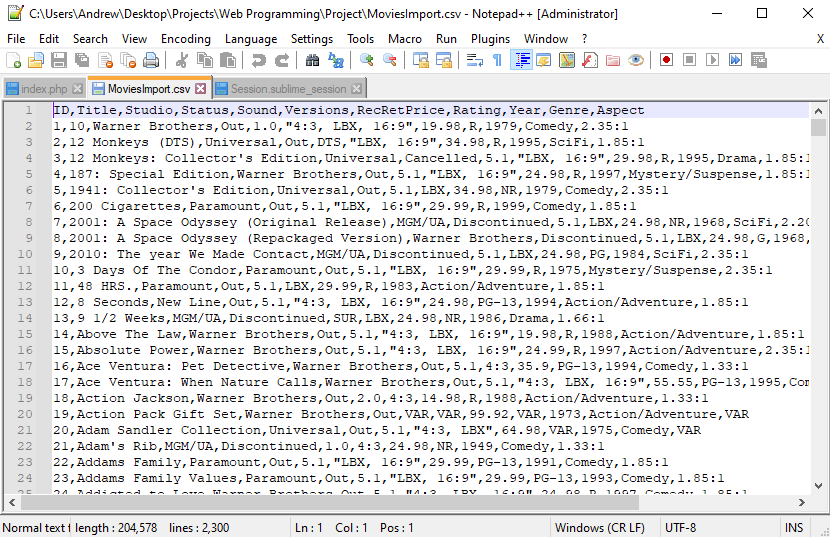 C:\Users\Andrew\Desktop\Projects\Web Programming\Project\MoviesImport.csv - Notepad++ [Administrator]
File Edit Search View Encoding Language Settings Tools Macro Run Plugins Window ?
index.php MoviesImport.csv Session.sublime_session
1 ID,Title,Studio,Status,Sound,Versions,RecRetPrice,Rating,Year,Genre,Aspect
2 1,10,Warner Brothers,Out,1.0,"4:3, LBX, 16:9",19.98,R,1979,Comedy,2.35:1
3 2,12 Monkeys (DTS),Universal,Out,DTS,"LBX, 16:9",34.98,R,1995,SciFi,1.85:1
4 3,12 Monkeys: Collector's Edition,Universal,Cancelled,5.1,"LBX, 16:9",29.98,R,1995,Drama,1.85:1
5 4,187: Special Edition,Warner Brothers,Out,5.1,"LBX, 16:9",24.98,R,1997,Mystery/Suspense,1.85:1
6 5,1941: Collector's Edition,Universal,Out,5.1,LBX,34.98,NR,1979,Comedy,2.35:1
7 6,200 Cigarettes,Paramount,Out,5.1,"LBX, 16:9",29.99,R,1999,Comedy,1.85:1
8 7,2001: A Space Odyssey (Original Release),MGM/UA,Discontinued,5.1,LBX,24.98,NR,1968,SciFi,2.20
9 8,2001: A Space Odyssey (Repackaged Version),Warner Brothers,Discontinued,5.1,LBX,24.98,G,1968,
10 9,2010: The year We Made Contact,MGM/UA,Discontinued,5.1,LBX,24.98,PG,1984,SciFi,2.35:1
11 10,3 Days Of The Condor,Paramount,Out,5.1,"LBX, 16:9",29.99,R,1975,Mystery/Suspense,2.35:1
12 11,48 HRS.,Paramount,Out,5.1,LBX,29.99,R,1983,Action/Adventure,1.85:1
13 12,8 Seconds,New Line,Out,5.1,"4:3, LBX, 16:9",24.98,PG-13,1994,Action/Adventure,1.85:1
14 13,9 1/2 Weeks,MGM/UA,Discontinued,SUR,LBX,24.98,NR,1986,Drama,1.66:1
15 14,Above The Law,Warner Brothers,Out,5.1,"4:3, LBX, 16:9",19.98,R,1988,Action/Adventure,1.85:1
16 15,Absolute Power,Warner Brothers,Out,5.1,"4:3, LBX, 16:9",24.99,R,1997,Action/Adventure,2.35:1
17 16,Ace Ventura: Pet Detective,Warner Brothers,Out,5.1,4:3,35.9,PG-13,1994,Comedy,1.33:1
18 17,Ace Ventura: When Nature Calls,Warner Brothers,Out,5.1,"4:3, LBX, 16:9",55.55,PG-13,1995,Com
19 18,Action Jackson,Warner Brothers,Out,2.0,4:3,14.98,R,1988,Action/Adventure,1.33:1
20 19,Action Pack Gift Set,Warner Brothers,Out,VAR,VAR,99.92,VAR,1973,Action/Adventure,VAR
21 20,Adam Sandler Collection,Universal,Out,5.1,"4:3, LBX",64.98,VAR,1975,Comedy,VAR
22 21,Adam's Rib,MGM/UA,Discontinued,1.0,4:3,24.98,NR,1949,Comedy,1.33:1
23 22,Addams Family,Paramount,Out,5.1,"LBX, 16:9",29.99,PG-13,1991,Comedy,1.85:1
24 23,Addams Family Values,Paramount,Out,5.1,"LBX, 16:9",29.99,PG-13,1993,Comedy,1.85:1
25 24,Addicted to Love,Warner Brothers,Out,5.1,"4:3, LBX, 16:9",24.98,R,1997,Comedy,1.85:1
Normal text f length : 204,578 lines : 2,300 Ln : 1 Col : 1 Pos : 1 Windows (CR LF) UTF-8 INS